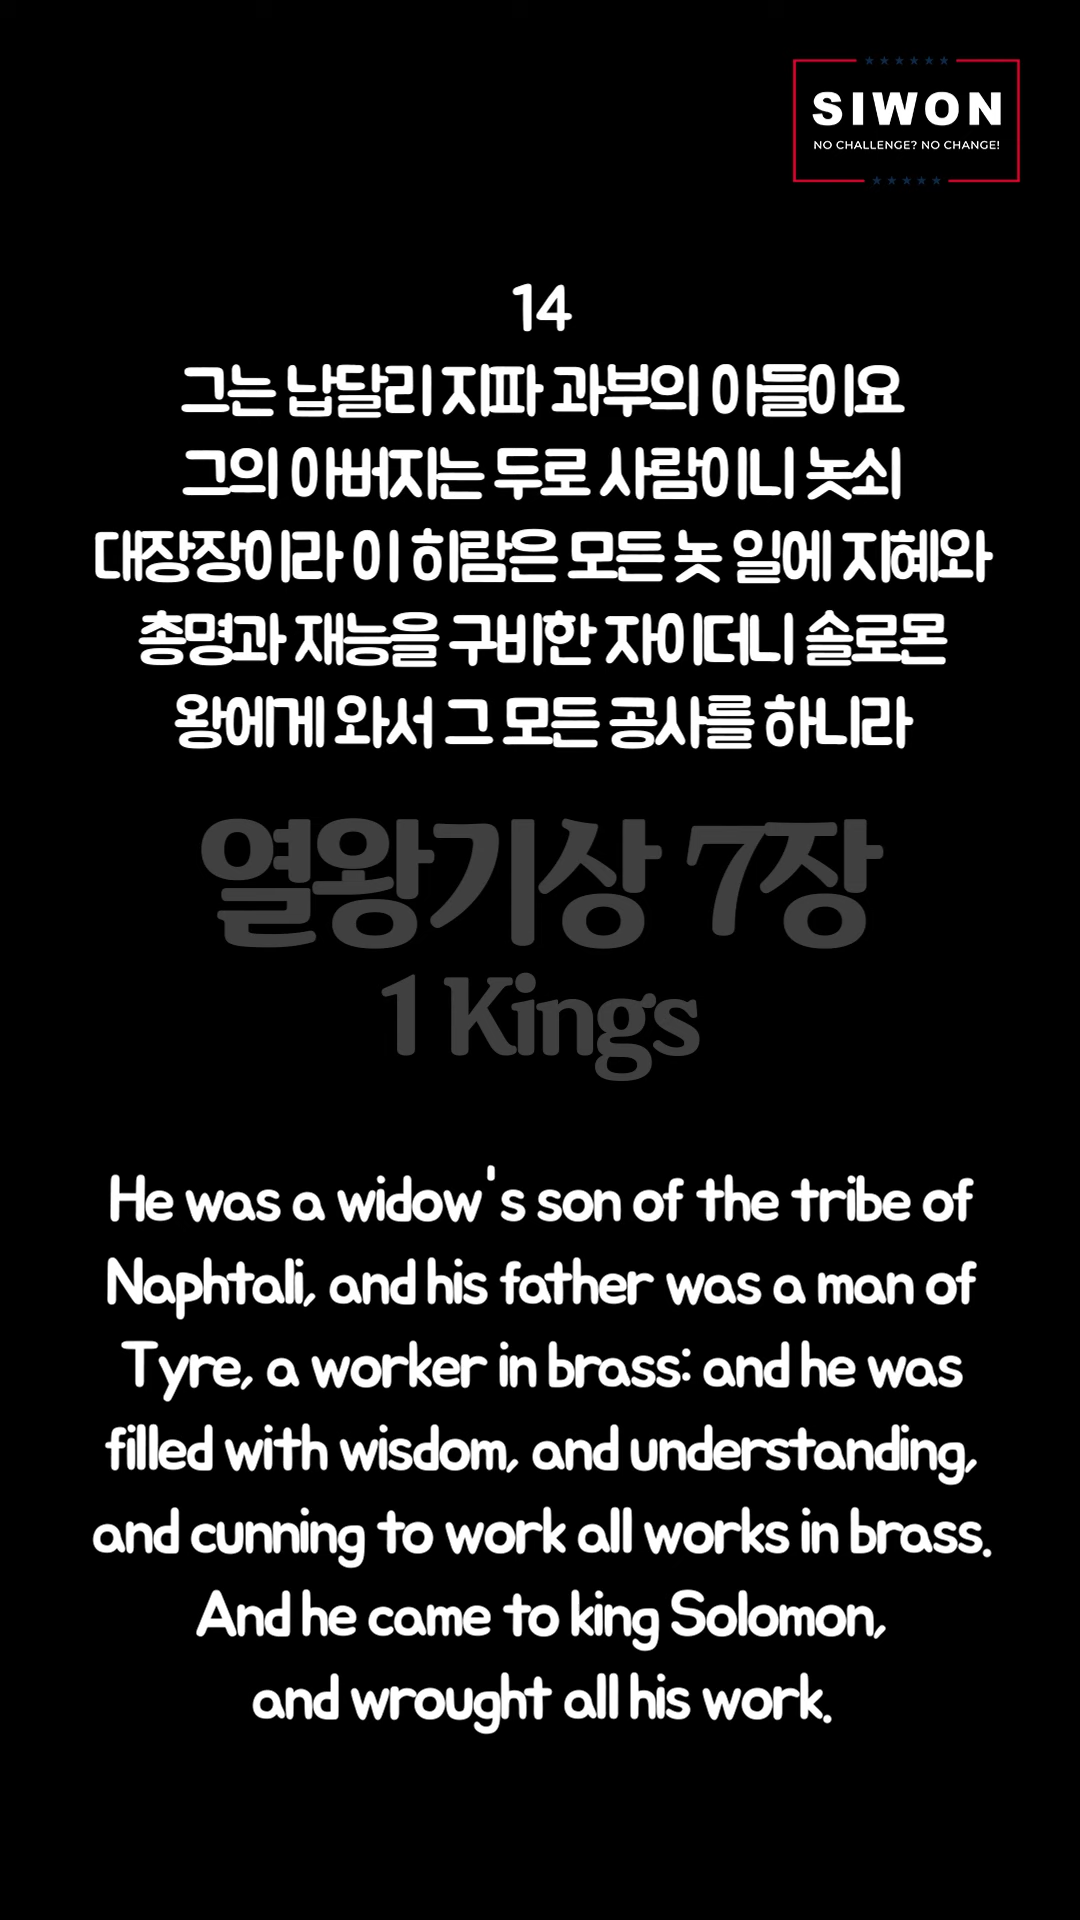 SIWON
NO CHALLENGE? NO CHANGE!
14
그는 납달리 지파 과부의 아들이요
그의 아버지는 두로 사람이니 놋쇠
대장장이라 이 히람은 모든 놋 일에 지혜와
총명과 재능을 구비한 자이더니 솔로몬
왕에게 와서 그 모든 공사를 하니라
열왕기상 7장
1 Kings
He was a widow's son of the tribe of
Naphtali, and his father was a man of
Tyre, a worker in brass: and he was
filled with wisdom, and understanding,
and cunning to work all works in brass.
And he came to king Solomon,
and wrought all his work.